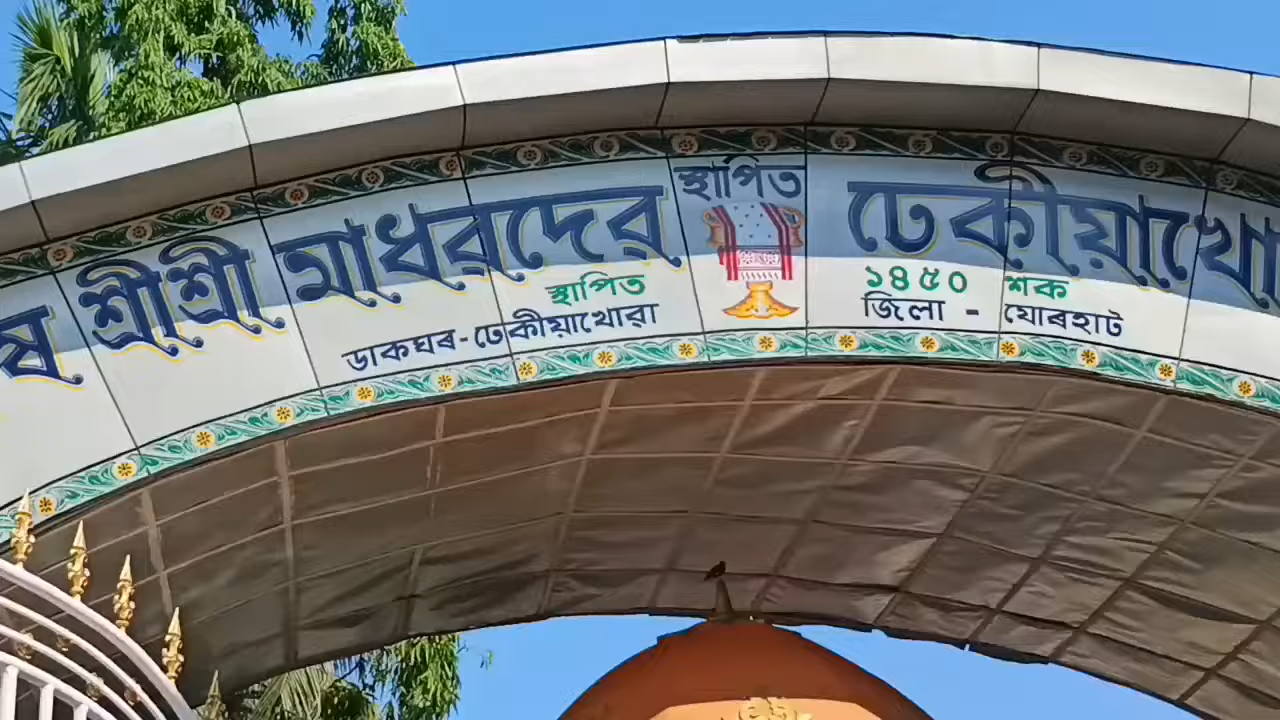 শ্রীশ্রী মাধৱদেৱ স্থাপিত ঢেকীয়াখো
স্থাপিত ১৪৫০ শক
ডাকঘৰ-ঢেকীয়াখোৱা জিলা - যোৰহাট